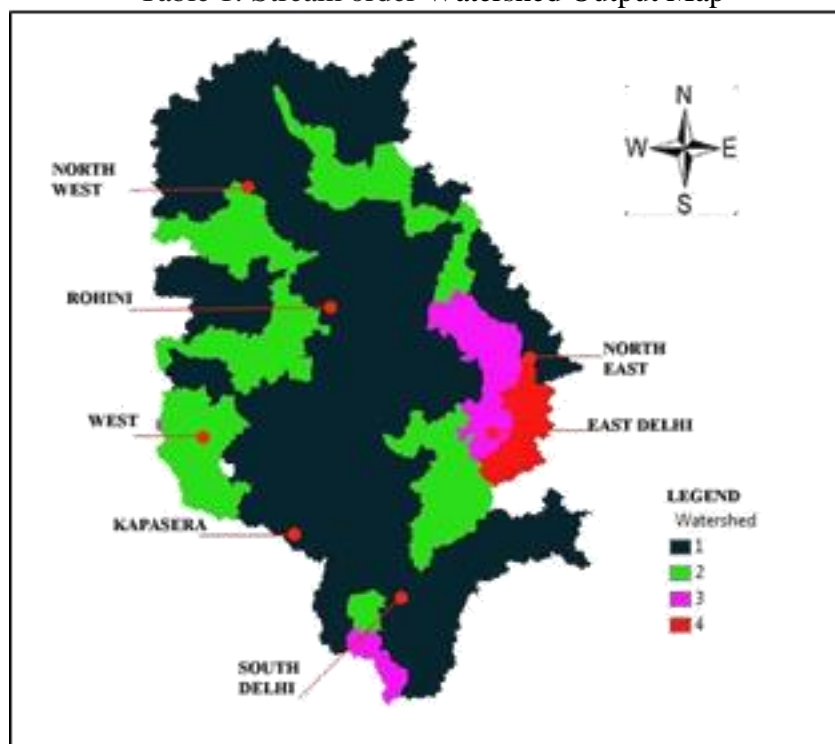 Table 1: Stream order Watershed Output Map
N
W E
S
NORTH
WEST
ROHINI
NORTH
EAST
WEST
EAST DELHI
KAPASERA
LEGEND
Watershed
1
2
3
4
SOUTH
DELHI